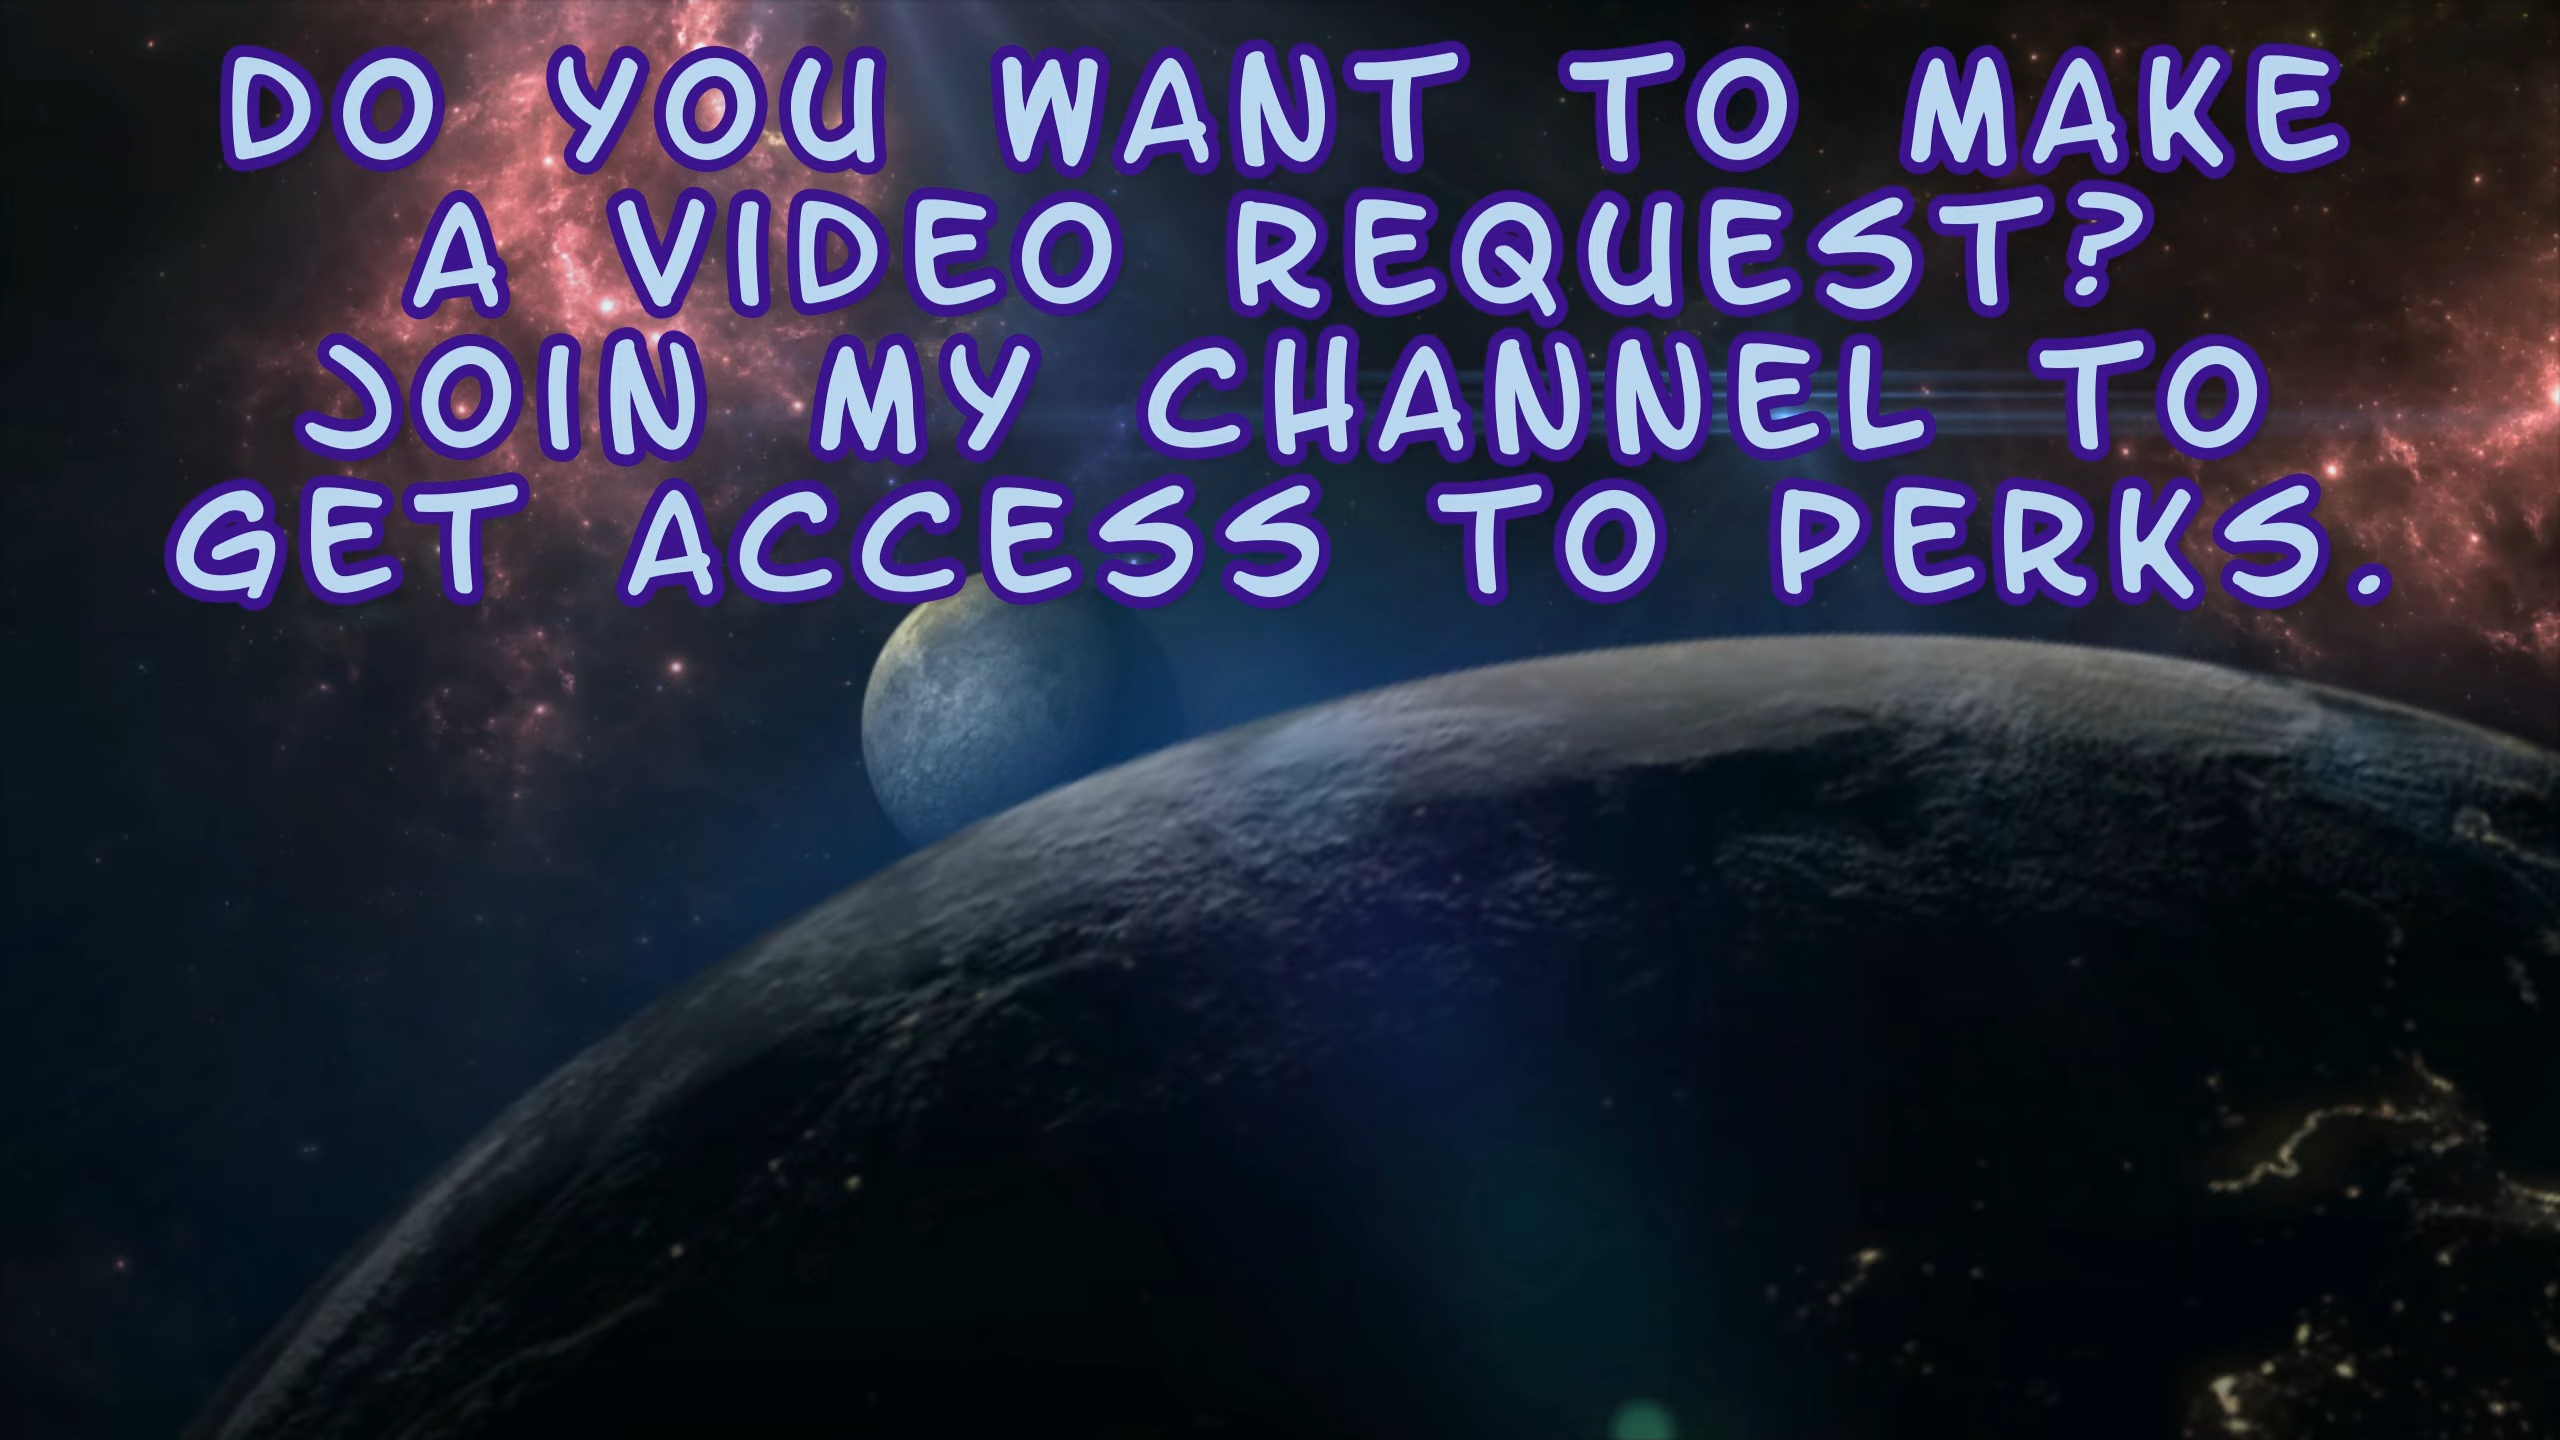 DO YOU WANT TO MAKE
A VIDEO REQUEST?
JOIN MY CHANNEL TO
GET ACCESS TO PERKS.